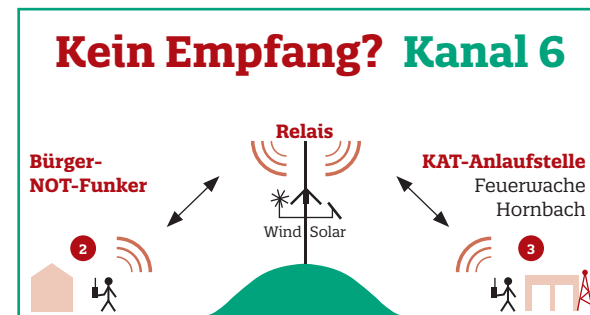 Kein Empfang? Kanal 6
Relais
Bürger-
NOT-Funker
KAT-Anlaufstelle
Feuerwache
Hornbach
Wind Solar
2
3